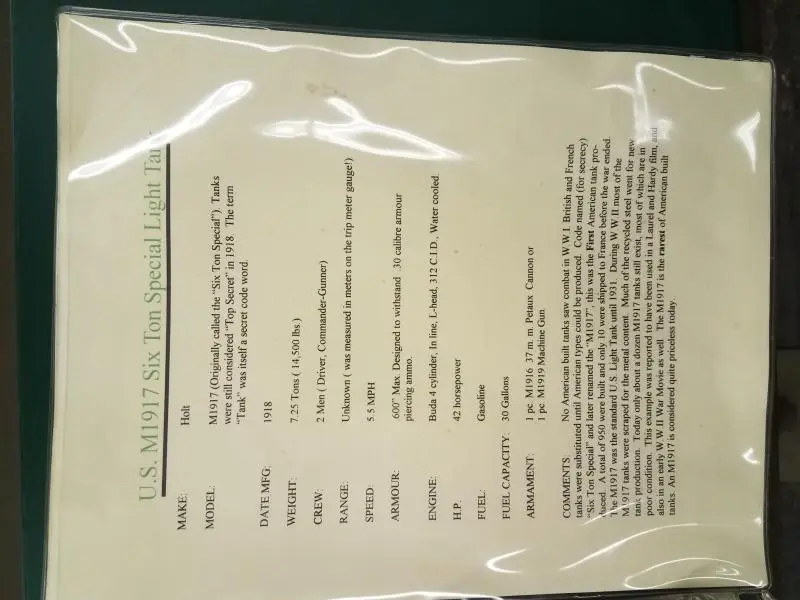 U.S. M1917 Six Ton Special Light
MAKE: Holt
MODEL: M1917 (Originally called the "Six Ton Special"). Tanks
were still considered "Top Secret" in 1918. The term
"Tank" was itself a secret code word.
DATE MFG: 1918
WEIGHT: 7.25 Tons ( 14,500 lbs.)
CREW: 2 Men ( Driver, Commander-Gunner)
RANGE: Unknown ( was measured in meters on the trip meter gauge!)
SPEED: 5.5 MPH
ARMOUR: .600" Max. Designed to withstand .30 calibre armour
piercing ammo.
ENGINE: Buda 4 cylinder, In line, L-head, 312 C.I.D., Water cooled.
H.P. 42 horsepower
FUEL: Gasoline
FUEL CAPACITY: 30 Gallons
ARMAMENT: 1 pc M1916 37 m. m Petaux Cannon or
1 pc M1919 Machine Gun
COMMENTS: No American built tanks saw combat in W W I. British and French
tanks were substituted until American types could be produced. Code named (for secrecy)
"Six Ton Special" and later renamed the "M1917", this was the First American tank pro-
duced. A total of 950 were built and only 10 were shipped to France before the war ended.
The M1917 was the standard U.S. Light Tank until 1931. During W W II most of the
M1917 tanks were scraped for the metal content. Much of the recycled steel went for new
tank production. Today only about a dozen M1917 tanks still exist, most of which are in
poor condition. This example was reported to have been used in a Laurel and Hardy film, and
also in an early W W II War Movie as well. The M1917 is the rarest of American built
tanks. An M1917 is considered quite priceless today.